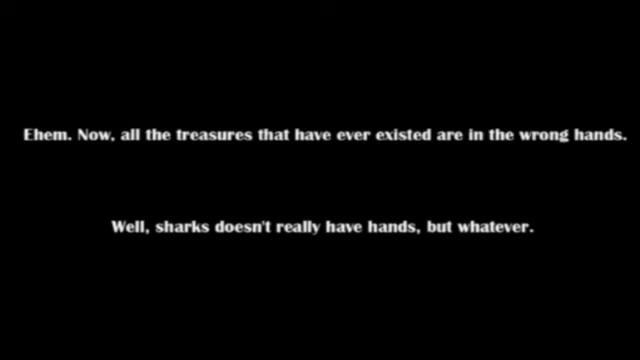 Ehem. Now, all the treasures that have ever existed are in the wrong hands.
Well, sharks doesn't really have hands, but whatever.